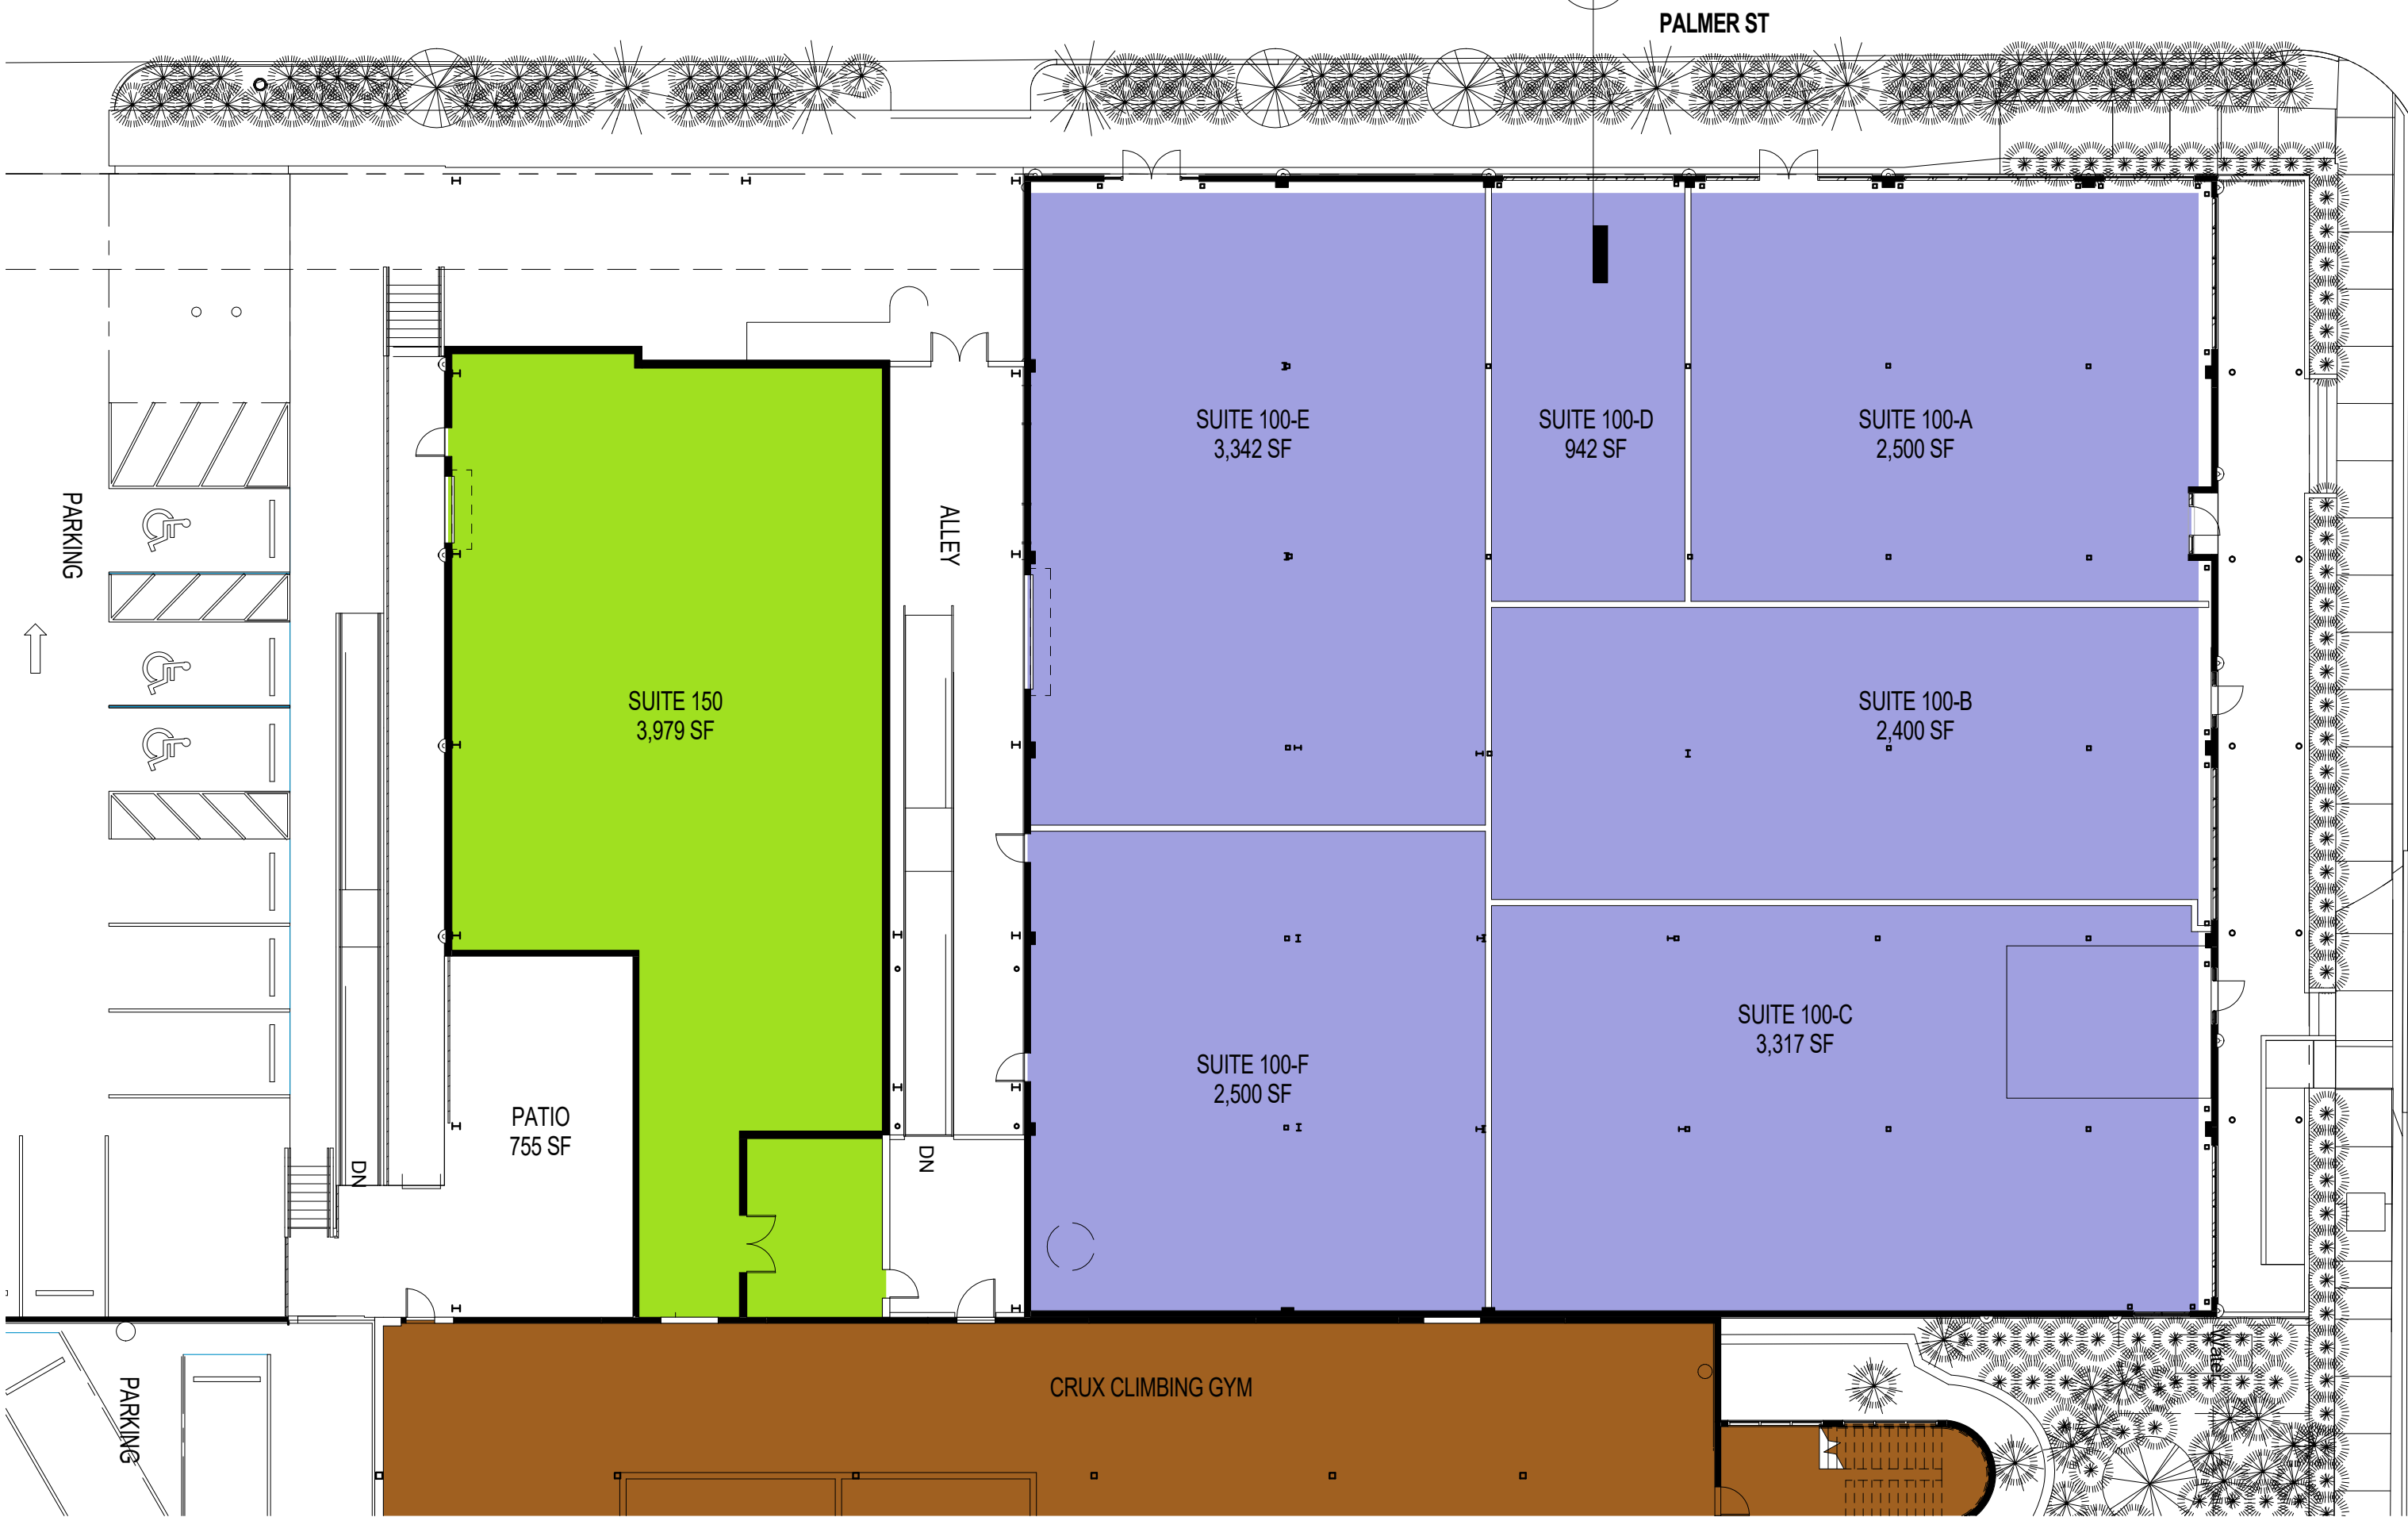 PALMER ST
SUITE 100-E
3,342 SF
SUITE 100-D
942 SF
SUITE 100-A
2,500 SF
PARKING
ALLEY
SUITE 150
3,979 SF
SUITE 100-B
2,400 SF
SUITE 100-C
3,317 SF
SUITE 100-F
2,500 SF
PATIO
755 SF
DN
DN
CRUX CLIMBING GYM
PARKING
Water